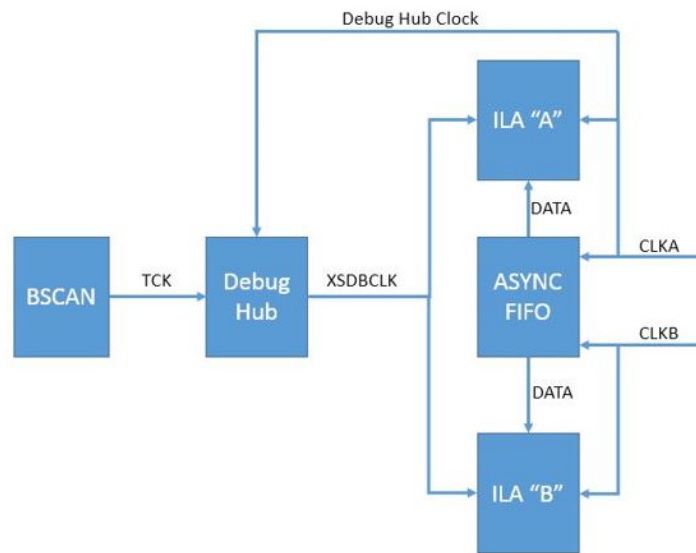 Debug Hub Clock
ILA “A”
DATA
CLKA
BSCAN
TCK
Debug
Hub
XSDBCLK
ASYNC
FIFO
CLKB
DATA
ILA “B”